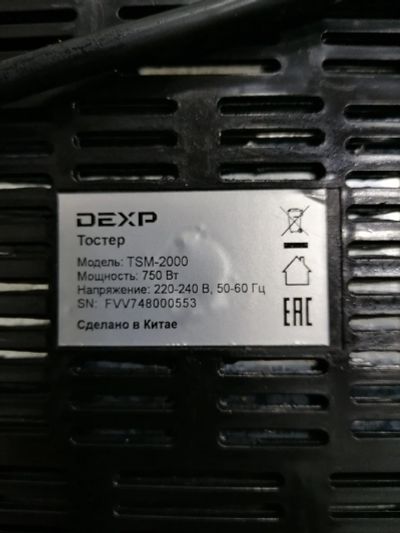 DEXP
Тостер
Модель: TSM-2000
Мощность: 750 Вт
Напряжение: 220-240 В, 50-60 Гц
SN: FVV748000553
Сделано в Китае
EAC